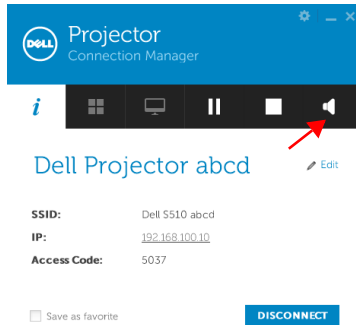 DELL
Projector
Connection Manager
i
Dell Projector abcd
Edit
SSID: Dell S510 abcd
IP: 192.168.100.10
Access Code: 5037
Save as favorite
DISCONNECT